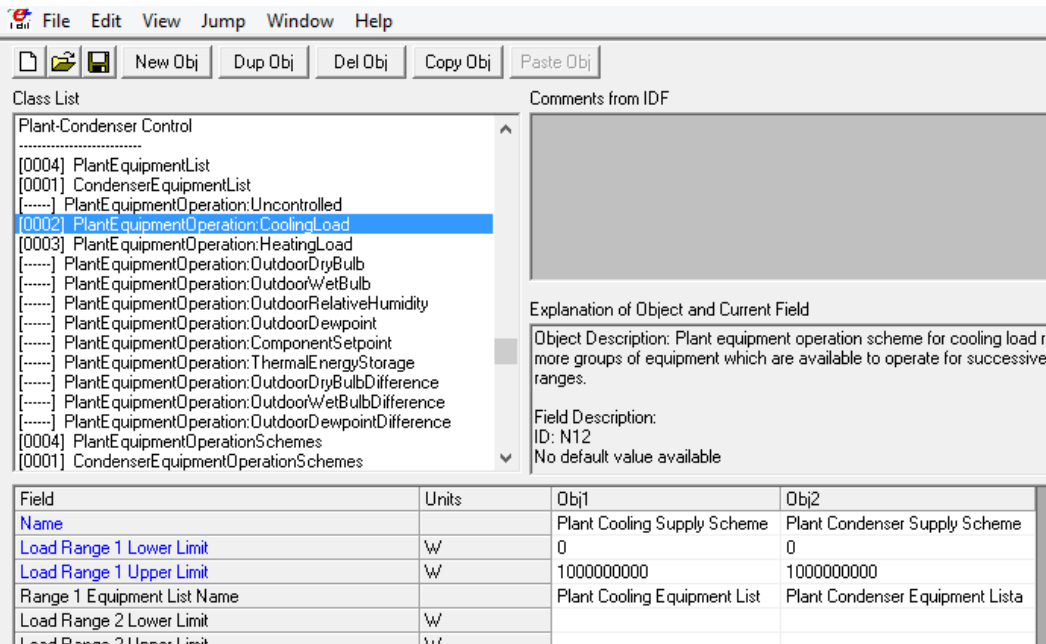 File Edit View Jump Window Help
New Obj Dup Obj Del Obj Copy Obj Paste Obj
Class List
Plant-Condenser Control
----------------------------
[0004] PlantEquipmentList
[0001] CondenserEquipmentList
[------] PlantEquipmentOperation:Uncontrolled
[0002] PlantEquipmentOperation:CoolingLoad
[0003] PlantEquipmentOperation:HeatingLoad
[------] PlantEquipmentOperation:OutdoorDryBulb
[------] PlantEquipmentOperation:OutdoorWetBulb
[------] PlantEquipmentOperation:OutdoorRelativeHumidity
[------] PlantEquipmentOperation:OutdoorDewpoint
[------] PlantEquipmentOperation:ComponentSetpoint
[------] PlantEquipmentOperation:ThermalEnergyStorage
[------] PlantEquipmentOperation:OutdoorDryBulbDifference
[------] PlantEquipmentOperation:OutdoorWetBulbDifference
[------] PlantEquipmentOperation:OutdoorDewpointDifference
[0004] PlantEquipmentOperationSchemes
[0001] CondenserEquipmentOperationSchemes
Comments from IDF
Explanation of Object and Current Field
Object Description: Plant equipment operation scheme for cooling load
more groups of equipment which are available to operate for successive
ranges.
Field Description:
ID: N12
No default value available
Field Units Obj1 Obj2
Name Plant Cooling Supply Scheme Plant Condenser Supply Scheme
Load Range 1 Lower Limit W 0 0
Load Range 1 Upper Limit W 1000000000 1000000000
Range 1 Equipment List Name Plant Cooling Equipment List Plant Condenser Equipment Lista
Load Range 2 Lower Limit W
Load Range 2 Upper Limit W